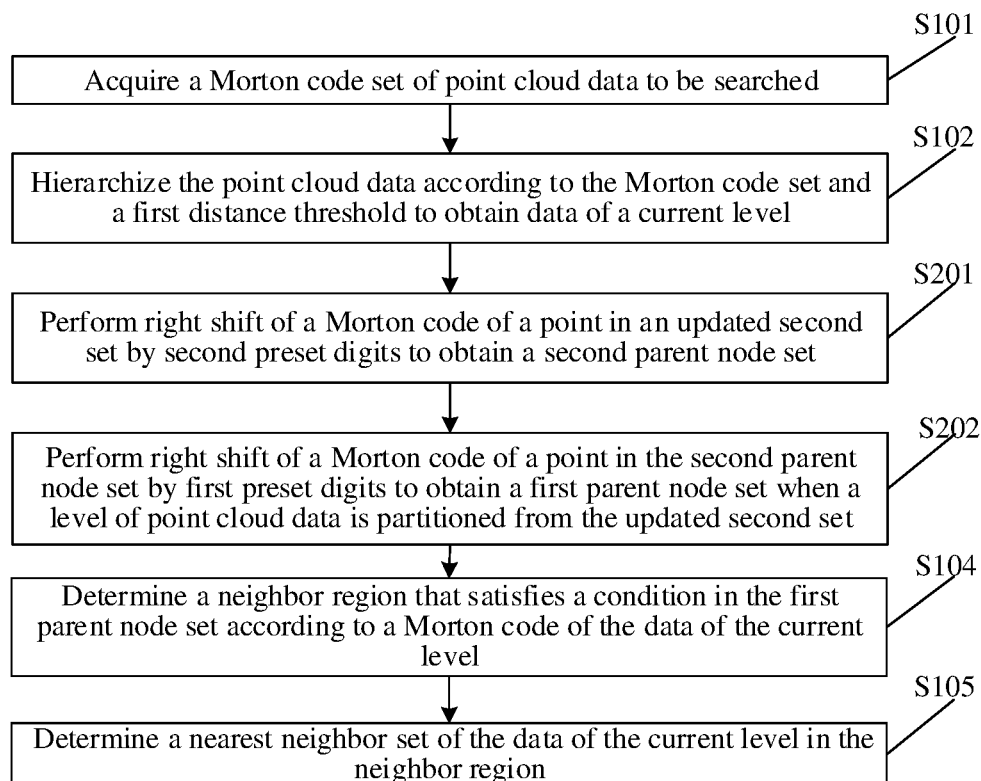 S101
Acquire a Morton code set of point cloud data to be searched
S102
Hierarchize the point cloud data according to the Morton code set and
a first distance threshold to obtain data of a current level
S201
Perform right shift of a Morton code of a point in an updated second
set by second preset digits to obtain a second parent node set
S202
Perform right shift of a Morton code of a point in the second parent
node set by first preset digits to obtain a first parent node set when a
level of point cloud data is partitioned from the updated second set
S104
Determine a neighbor region that satisfies a condition in the first
parent node set according to a Morton code of the data of the current
level
S105
Determine a nearest neighbor set of the data of the current level in the
neighbor region